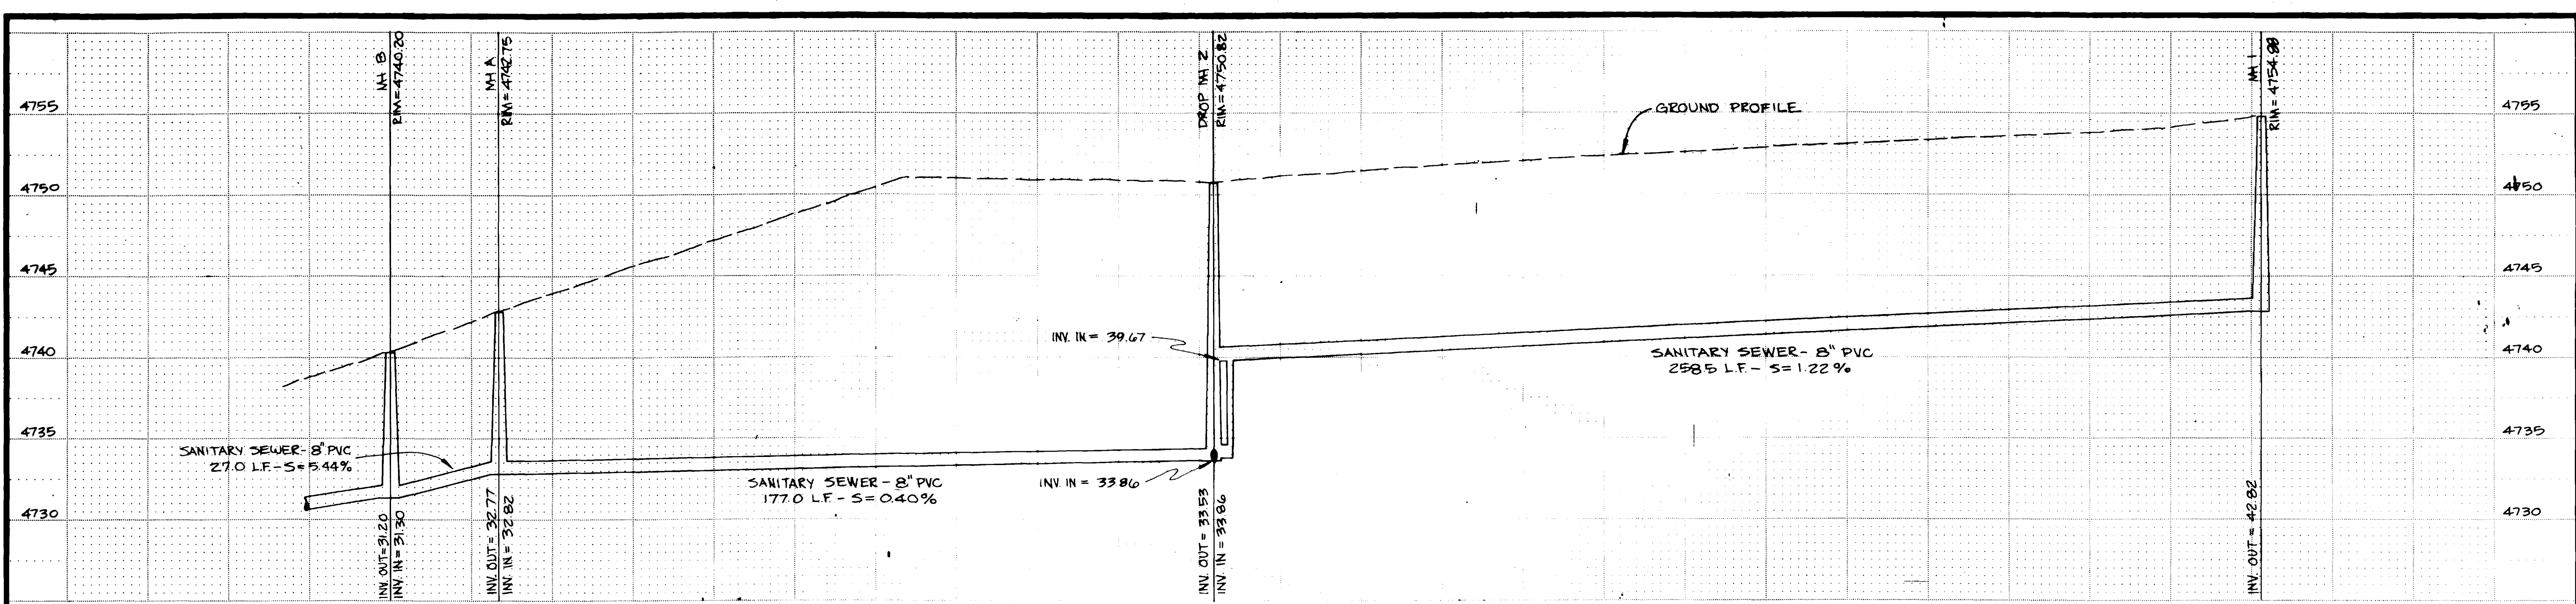 MH B
RIM=4740.20
MH A
RIM=4742.75
DROP MH 2
RIM=4750.82
MH 1
RIM=4754.88
4755
GROUND PROFILE
4755
4750
4750
4745
4745
INV. IN = 39.67
4740
4740
SANITARY SEWER- 8" PVC
258.5 L.F. - S=1.22%
4735
4735
SANITARY SEWER- 8" PVC
27.0 L.F. - S=5.44%
SANITARY SEWER - 8" PVC
177.0 L.F. - S=0.40%
INV. IN = 33.86
4730
4730
INV. OUT=31.20
INV. IN = 31.30
INV. OUT = 32.77
INV. IN = 32.82
INV. OUT = 33.53
INV. IN = 33.86
INV. OUT = 42.82